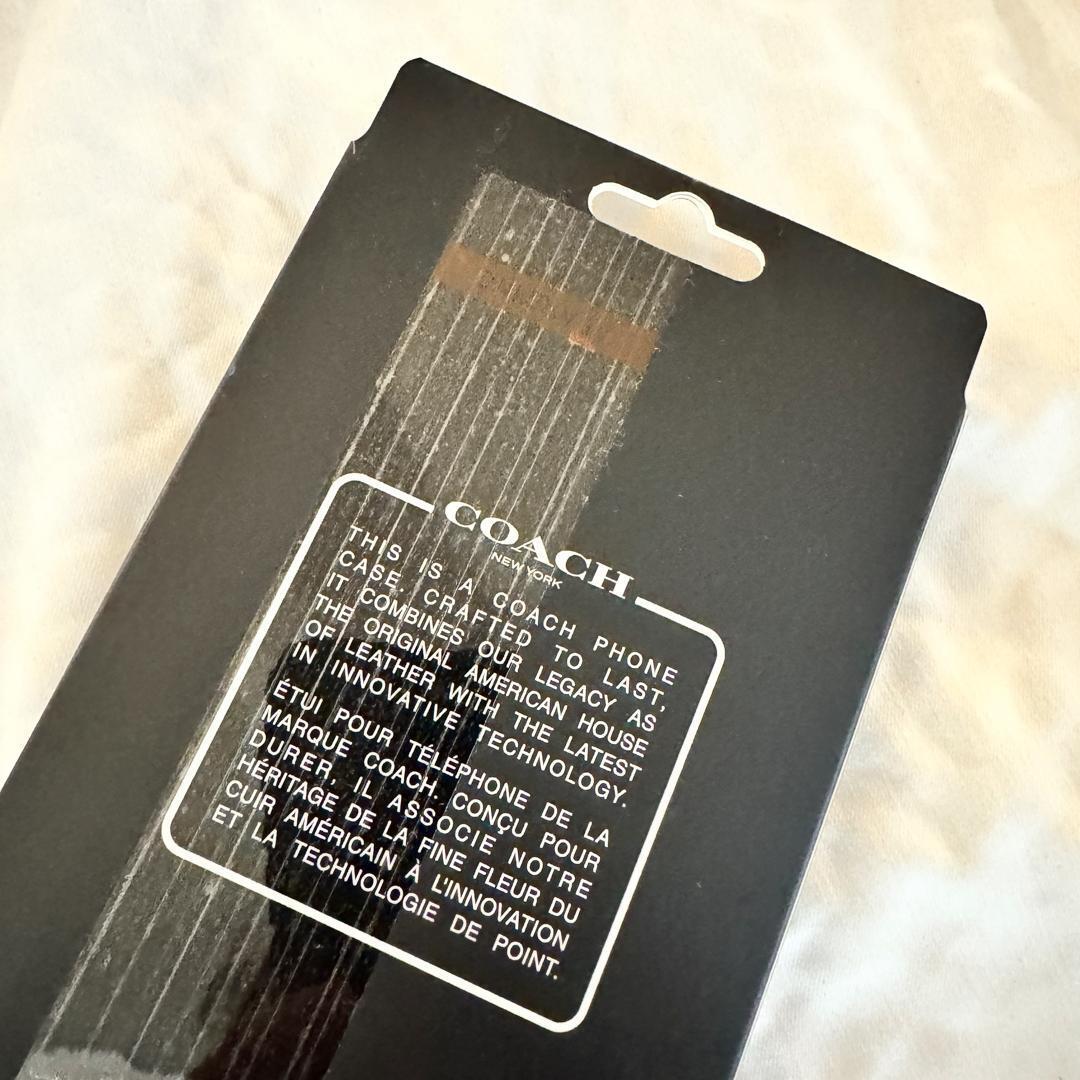 COACH
NEW YORK
THIS IS A COACH PHONE
CASE. CRAFTED TO LAST,
IT COMBINES OUR LEGACY AS
THE ORIGINAL AMERICAN HOUSE
OF LEATHER WITH THE LATEST
IN INNOVATIVE TECHNOLOGY.
ÉTUI POUR TÉLÉPHONE DE LA
MARQUE COACH, CONÇU POUR
DURER, IL ASSOCIE NOTRE
HÉRITAGE DE LA FINE FLEUR DU
CUIR AMÉRICAIN À L'INNOVATION
ET LA TECHNOLOGIE DE POINT.